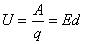 U = A/q = Ed